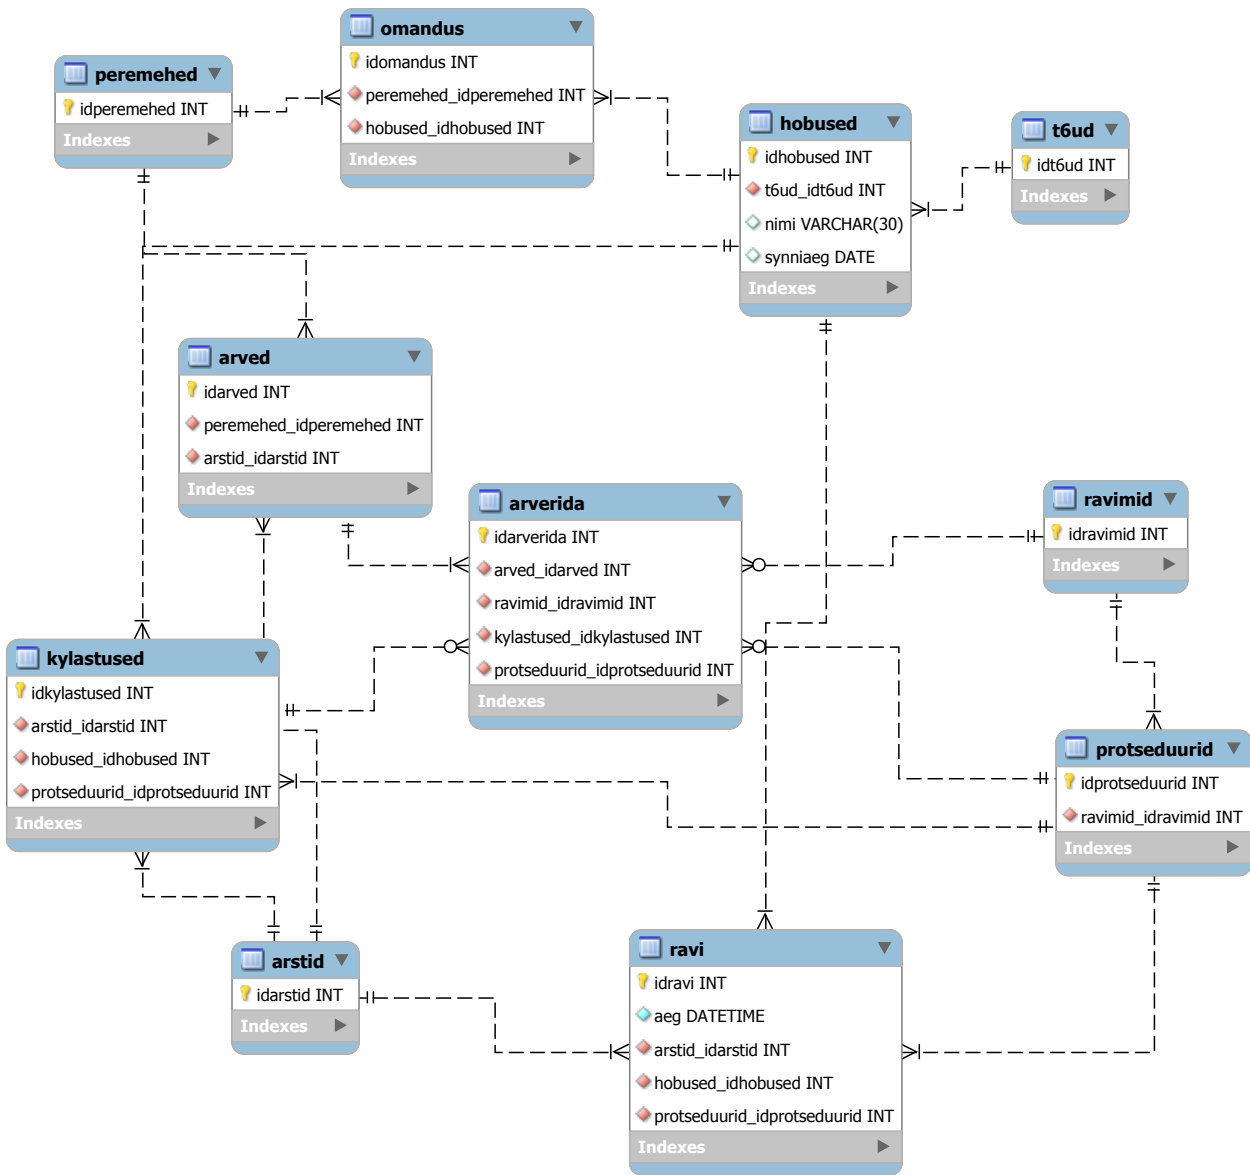 omandus
idomandus INT
peremehed_idperemehed INT
hobused_idhobused INT
Indexes
peremehed
idperemehed INT
Indexes
hobused
idhobused INT
t6ud_idt6ud INT
nimi VARCHAR(30)
synniaeg DATE
Indexes
t6ud
idt6ud INT
Indexes
arved
idarved INT
peremehed_idperemehed INT
arstid_idarstid INT
Indexes
arverida
idarverida INT
arved_idarved INT
ravimid_idravimid INT
kylastused_idkylastused INT
protseduurid_idprotseduurid INT
Indexes
ravimid
idravimid INT
Indexes
kylastused
idkylastused INT
arstid_idarstid INT
hobused_idhobused INT
protseduurid_idprotseduurid INT
Indexes
protseduurid
idprotseduurid INT
ravimid_idravimid INT
Indexes
arstid
idarstid INT
Indexes
ravi
idravi INT
aeg DATETIME
arstid_idarstid INT
hobused_idhobused INT
protseduurid_idprotseduurid INT
Indexes